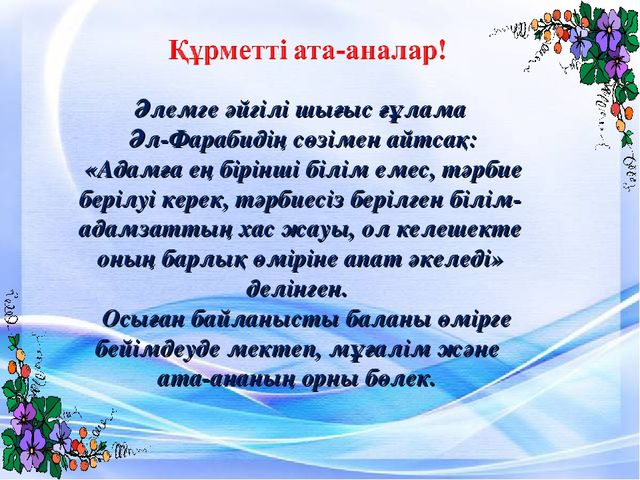 Құрметті ата-аналар!
Әлемге әйгілі шығыс ғұлама
Әл-Фарабидің сөзімен айтсақ:
«Адамға ең бірінші білім емес, тәрбие
берілуі керек, тәрбиесіз берілген білім-
адамзаттың хас жауы, ол келешекте
оның барлық өміріне апат әкеледі»
делінген.
Осыған байланысты баланы өмірге
бейімдеуде мектеп, мұғалім және
ата-ананың орны бөлек.